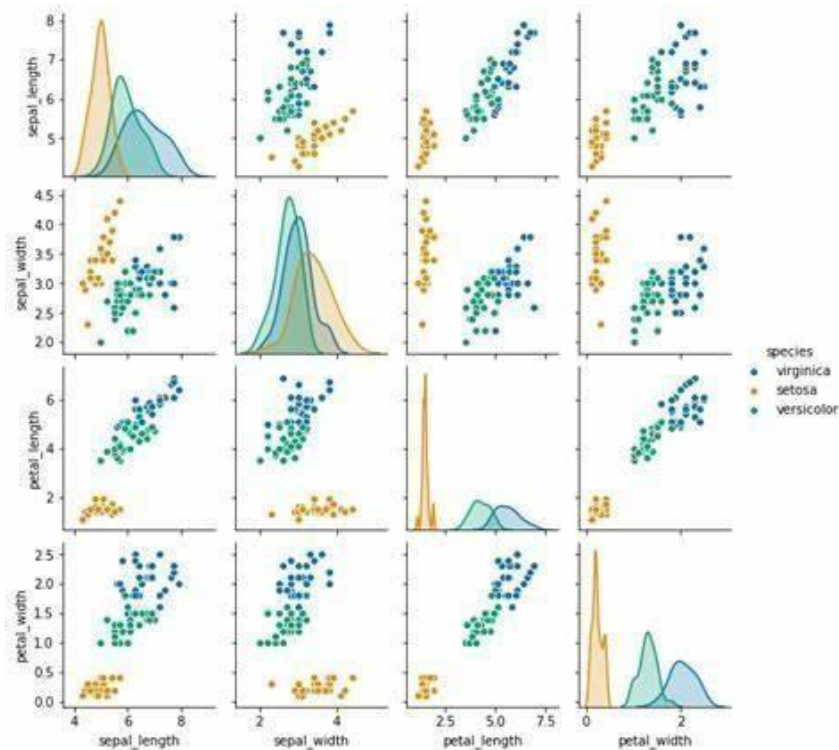 8
7
6
5
sepal_length
4.5
4.0
3.5
3.0
2.5
2.0
sepal_width
species
virginica
setosa
versicolor
6
4
2
petal_length
2.5
2.0
1.5
1.0
0.5
0.0
petal_width
4 6 8 2 4 2.5 5.0 7.5 0 2
sepal_length sepal_width petal_length petal_width